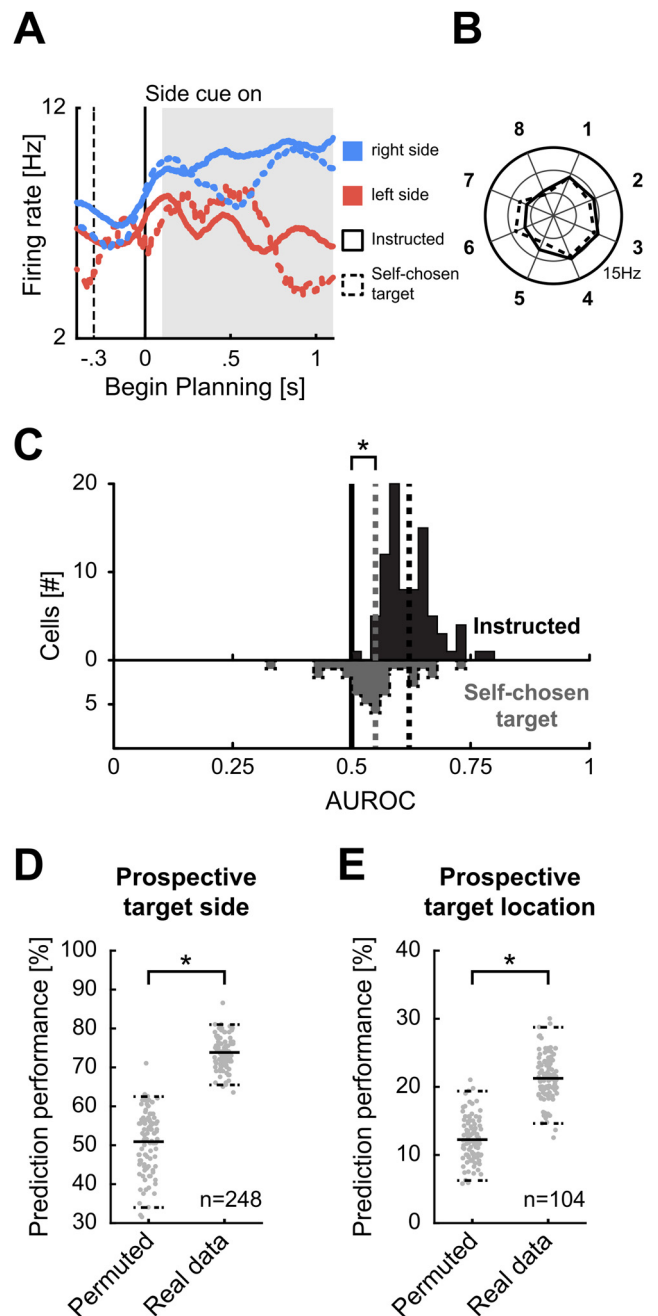 A
Side cue on
12
2
Firing rate [Hz]
-.3
0
.5
1
Begin Planning [s]
right side
left side
Instructed
Self-chosen
target
B
8
1
7
2
6
3
5
4
15Hz
C
*
20
10
0
5
Cells [#]
Instructed
Self-chosen
target
0
0.25
0.5
0.75
1
AUROC
D
Prospective
target side
100
90
80
70
60
50
40
30
Prediction performance [%]
*
n=248
Permuted
Real data
E
Prospective
target location
40
30
20
10
0
Prediction performance [%]
*
n=104
Permuted
Real data